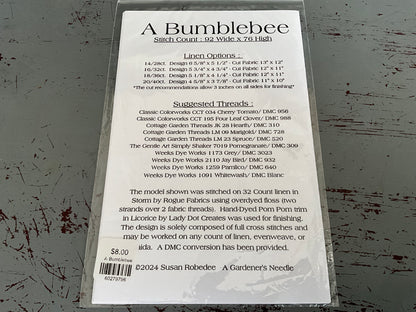 A Bumblebee
Stitch Count : 92 Wide x 76 High
Linen Options :
14/28ct. Design 6 5/8" x 5 1/2" - Cut Fabric 13" x 12"
16/32ct. Design 5 3/4" x 4 3/4" - Cut Fabric 12" x 11"
18/36ct. Design 5 1/8" x 4 1/4" - Cut Fabric 12" x 11"
20/40ct. Design 4 5/8" x 3 7/8" - Cut Fabric 11" x 10"
*The cut recommendations allow 3 inches on all sides for finishing*
Suggested Threads :
Classic Colorworks CCT 034 Cherry Tomato/ DMC 956
Classic Colorworks CCT 195 Four Leaf Clover/ DMC 988
Cottage Garden Threads JK 28 Hearth/ DMC 310
Cottage Garden Threads LM 09 Marigold/ DMC 728
Cottage Garden Threads LM 23 Spruce/ DMC 520
The Gentle Art Simply Shaker 7019 Pomegranate/ DMC 309
Weeks Dye Works 1173 Grey/ DMC 3023
Weeks Dye Works 2110 Jay Bird/ DMC 932
Weeks Dye Works 1259 Parnilco/ DMC 840
Weeks Dye Works 1091 Whitewash/ DMC Blanc
The model shown was stitched on 32 Count linen in
Storm by Rogue Fabrics using overdyed floss (two
strands over 2 fabric threads). Hand-Dyed Pom Pom trim
in Licorice by Lady Dot Creates was used for finishing.
The design is solely composed of full cross stitches and
may be worked on any count of linen, evenweave, or
aida. A DMC conversion has been provided.
©2024 Susan Robedee A Gardener's Needle
$8.00
A Bumblebee
60279796